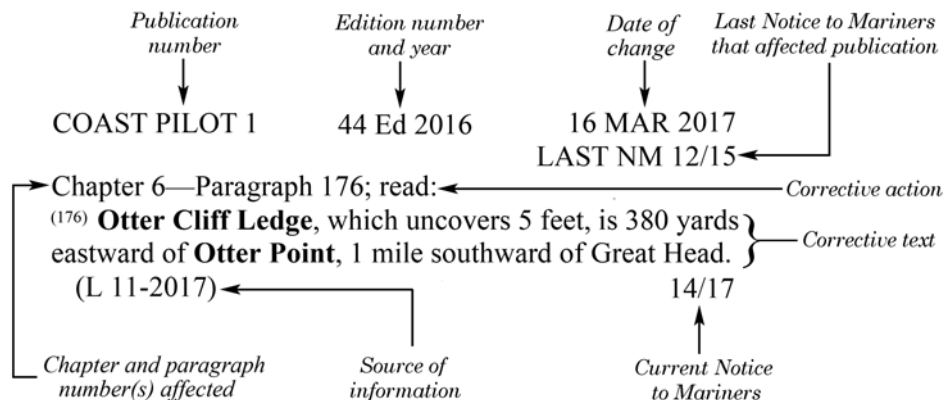 Publication number
Edition number and year
Date of change
Last Notice to Mariners that affected publication
COAST PILOT 1
44 Ed 2016
16 MAR 2017
LAST NM 12/15
Chapter 6—Paragraph 176; read:
Corrective action
(176) Otter Cliff Ledge, which uncovers 5 feet, is 380 yards
eastward of Otter Point, 1 mile southward of Great Head.
Corrective text
(L 11-2017)
14/17
Chapter and paragraph number(s) affected
Source of information
Current Notice to Mariners